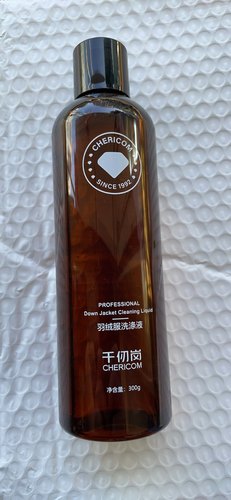 CHERICOM
SINCE 1992
PROFESSIONAL
Down Jacket Cleaning Liquid
羽绒服洗涤液
千仞岗
CHERICOM
净含量: 300g